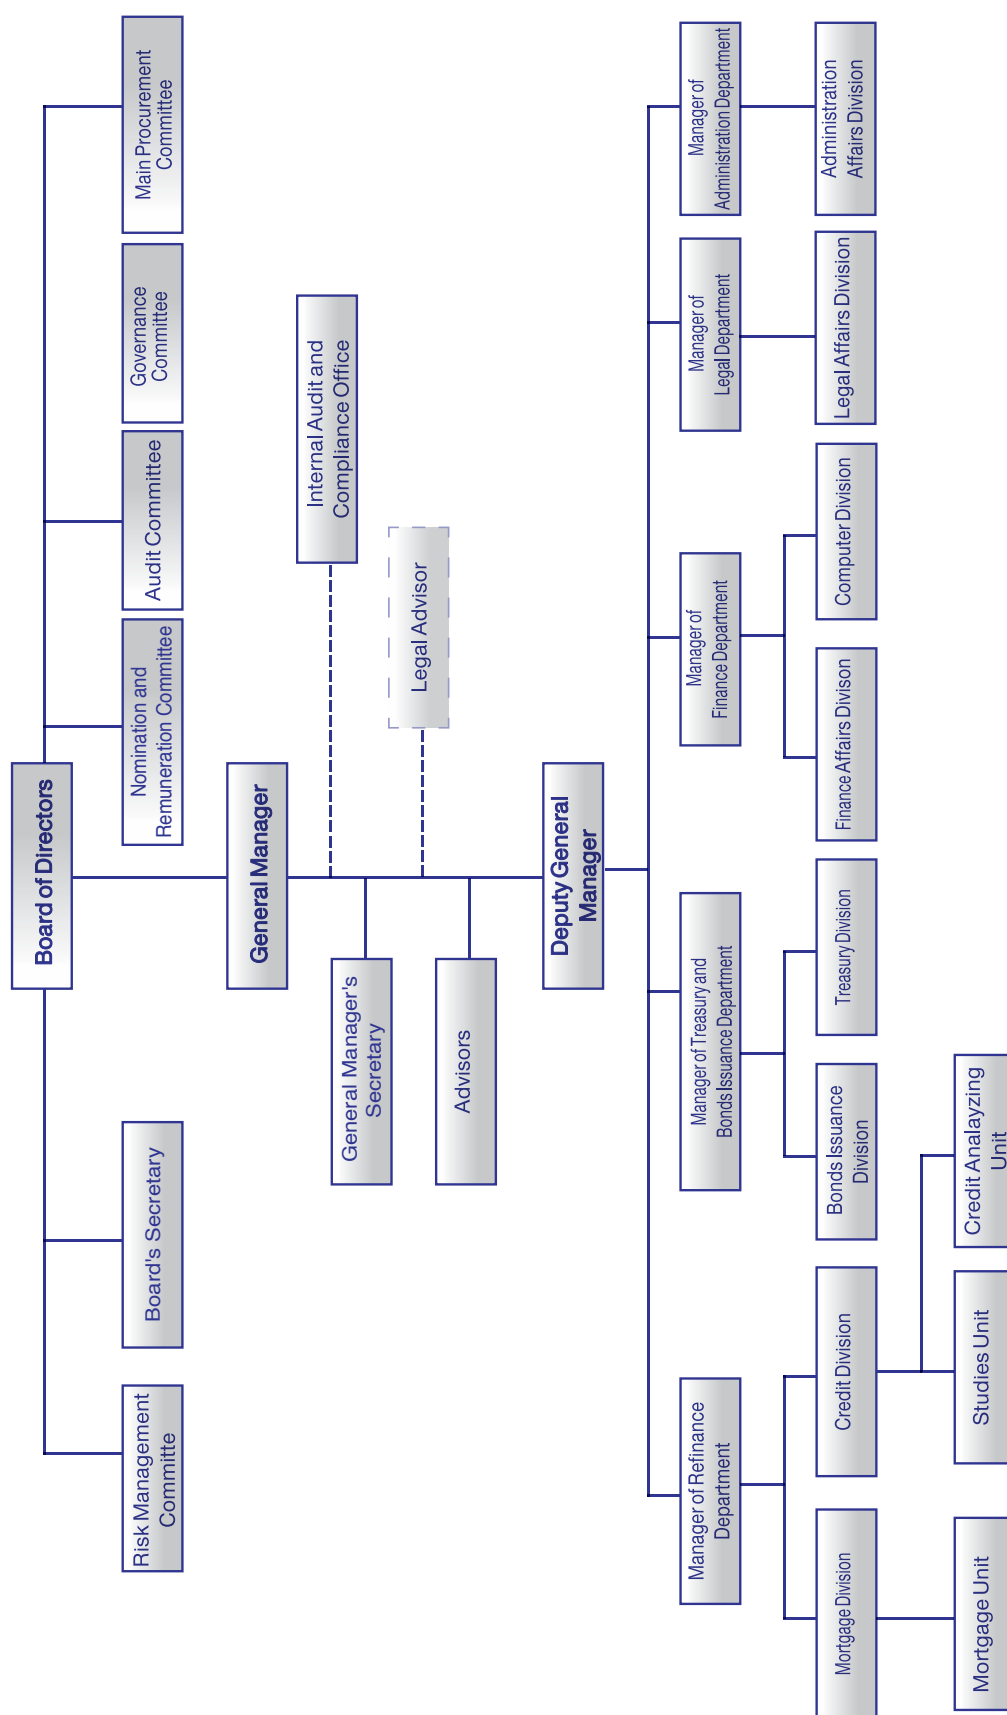 Board of Directors
Risk Management
Committe
Board's Secretary
Nomination and
Remuneration Committee
Audit Committee
Governance
Committee
Main Procurement
Committee
General Manager
Internal Audit and
Compliance Office
General Manager's
Secretary
Legal Advisor
Advisors
Deputy General
Manager
Manager of Refinance
Department
Manager of Treasury and
Bonds Issuance Department
Manager of
Finance Department
Manager of
Legal Department
Manager of
Administration Department
Mortgage Division
Credit Division
Bonds Issuance
Division
Treasury Division
Finance Affairs Divison
Computer Division
Legal Affairs Division
Administration
Affairs Division
Mortgage Unit
Studies Unit
Credit Analayzing
Unit